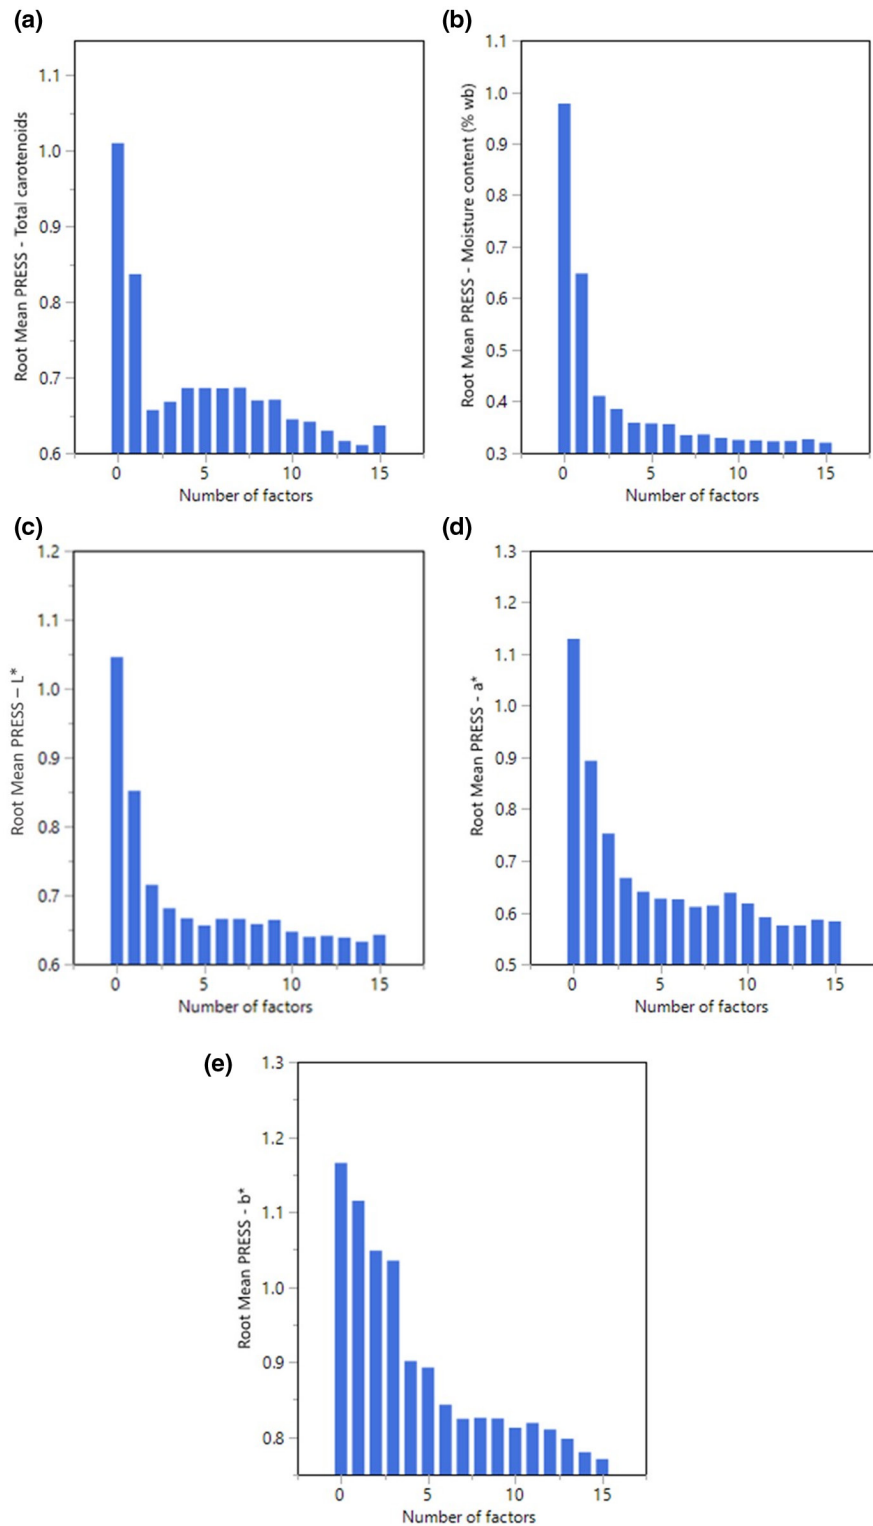 (a)
Root Mean PRESS - Total carotenoids
1.1
1.0
0.9
0.8
0.7
0.6
0 5 10 15
Number of factors
(b)
Root Mean PRESS - Moisture content (% wb)
1.1
1.0
0.9
0.8
0.7
0.6
0.5
0.4
0.3
0 5 10 15
Number of factors
(c)
Root Mean PRESS – L*
1.2
1.1
1.0
0.9
0.8
0.7
0.6
0 5 10 15
Number of factors
(d)
Root Mean PRESS - a*
1.3
1.2
1.1
1.0
0.9
0.8
0.7
0.6
0.5
0 5 10 15
Number of factors
(e)
Root Mean PRESS - b*
1.3
1.2
1.1
1.0
0.9
0.8
0 5 10 15
Number of factors